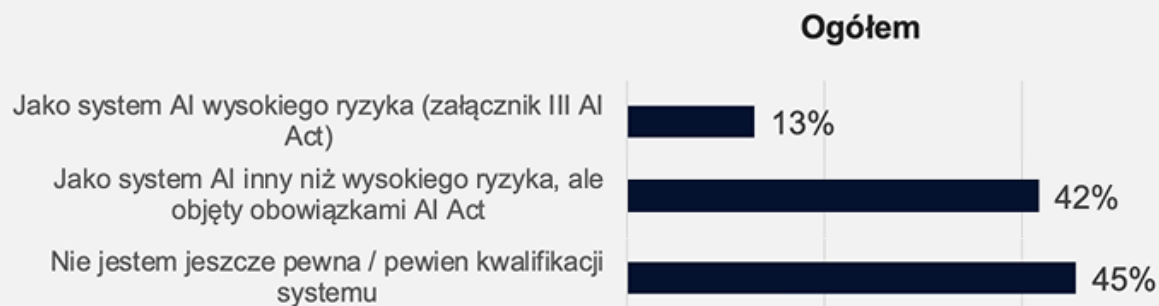 Ogółem
Jako system AI wysokiego ryzyka (załącznik III AI
Act)
13%
Jako system AI inny niż wysokiego ryzyka, ale
objęty obowiązkami AI Act
42%
Nie jestem jeszcze pewna / pewien kwalifikacji
systemu
45%